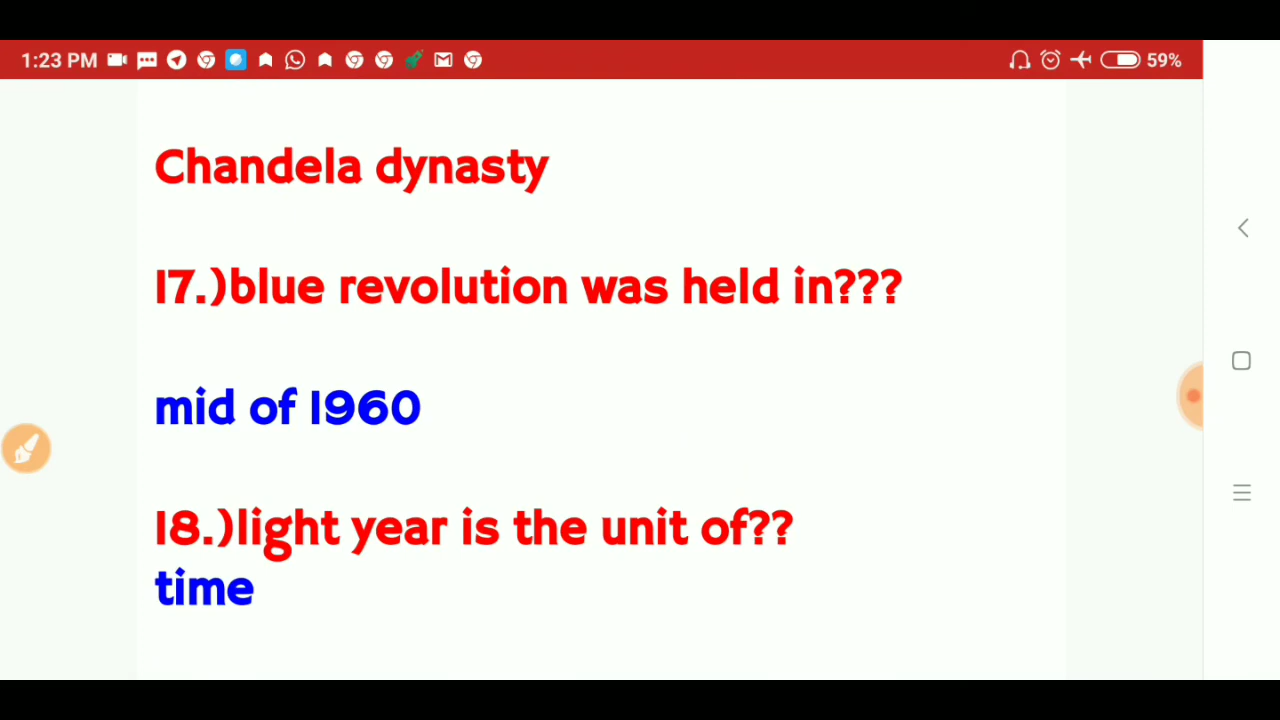 1:23 PM 59%
Chandela dynasty
17.)blue revolution was held in???
mid of 1960
18.)light year is the unit of??
time